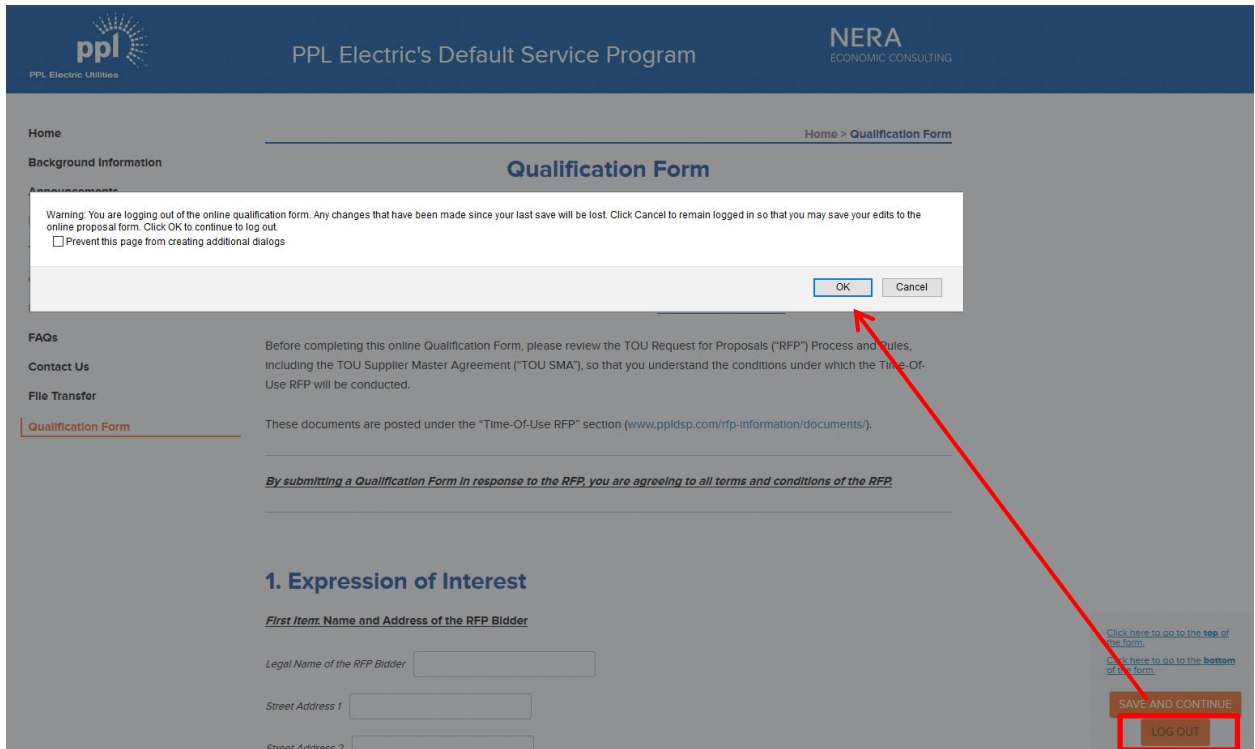 ppl
PPL Electric Utilities
PPL Electric's Default Service Program
NERA
ECONOMIC CONSULTING
Home
Background Information
Announcements
Home > Qualification Form
Qualification Form
Warning: You are logging out of the online qualification form. Any changes that have been made since your last save will be lost. Click Cancel to remain logged in so that you may save your edits to the
online proposal form. Click OK to continue to log out.
Prevent this page from creating additional dialogs
OK
Cancel
FAQs
Contact Us
File Transfer
Qualification Form
Before completing this online Qualification Form, please review the TOU Request for Proposals ("RFP") Process and Rules,
including the TOU Supplier Master Agreement ("TOU SMA"), so that you understand the conditions under which the Time-Of-
Use RFP will be conducted.
These documents are posted under the "Time-Of-Use RFP" section (www.ppldsp.com/rfp-information/documents/).
By submitting a Qualification Form in response to the RFP, you are agreeing to all terms and conditions of the RFP.
1. Expression of Interest
First Item: Name and Address of the RFP Bidder
Legal Name of the RFP Bidder
Street Address 1
Street Address 2
Click here to go to the top of
the form.
Click here to go to the bottom
of the form.
SAVE AND CONTINUE
LOG OUT